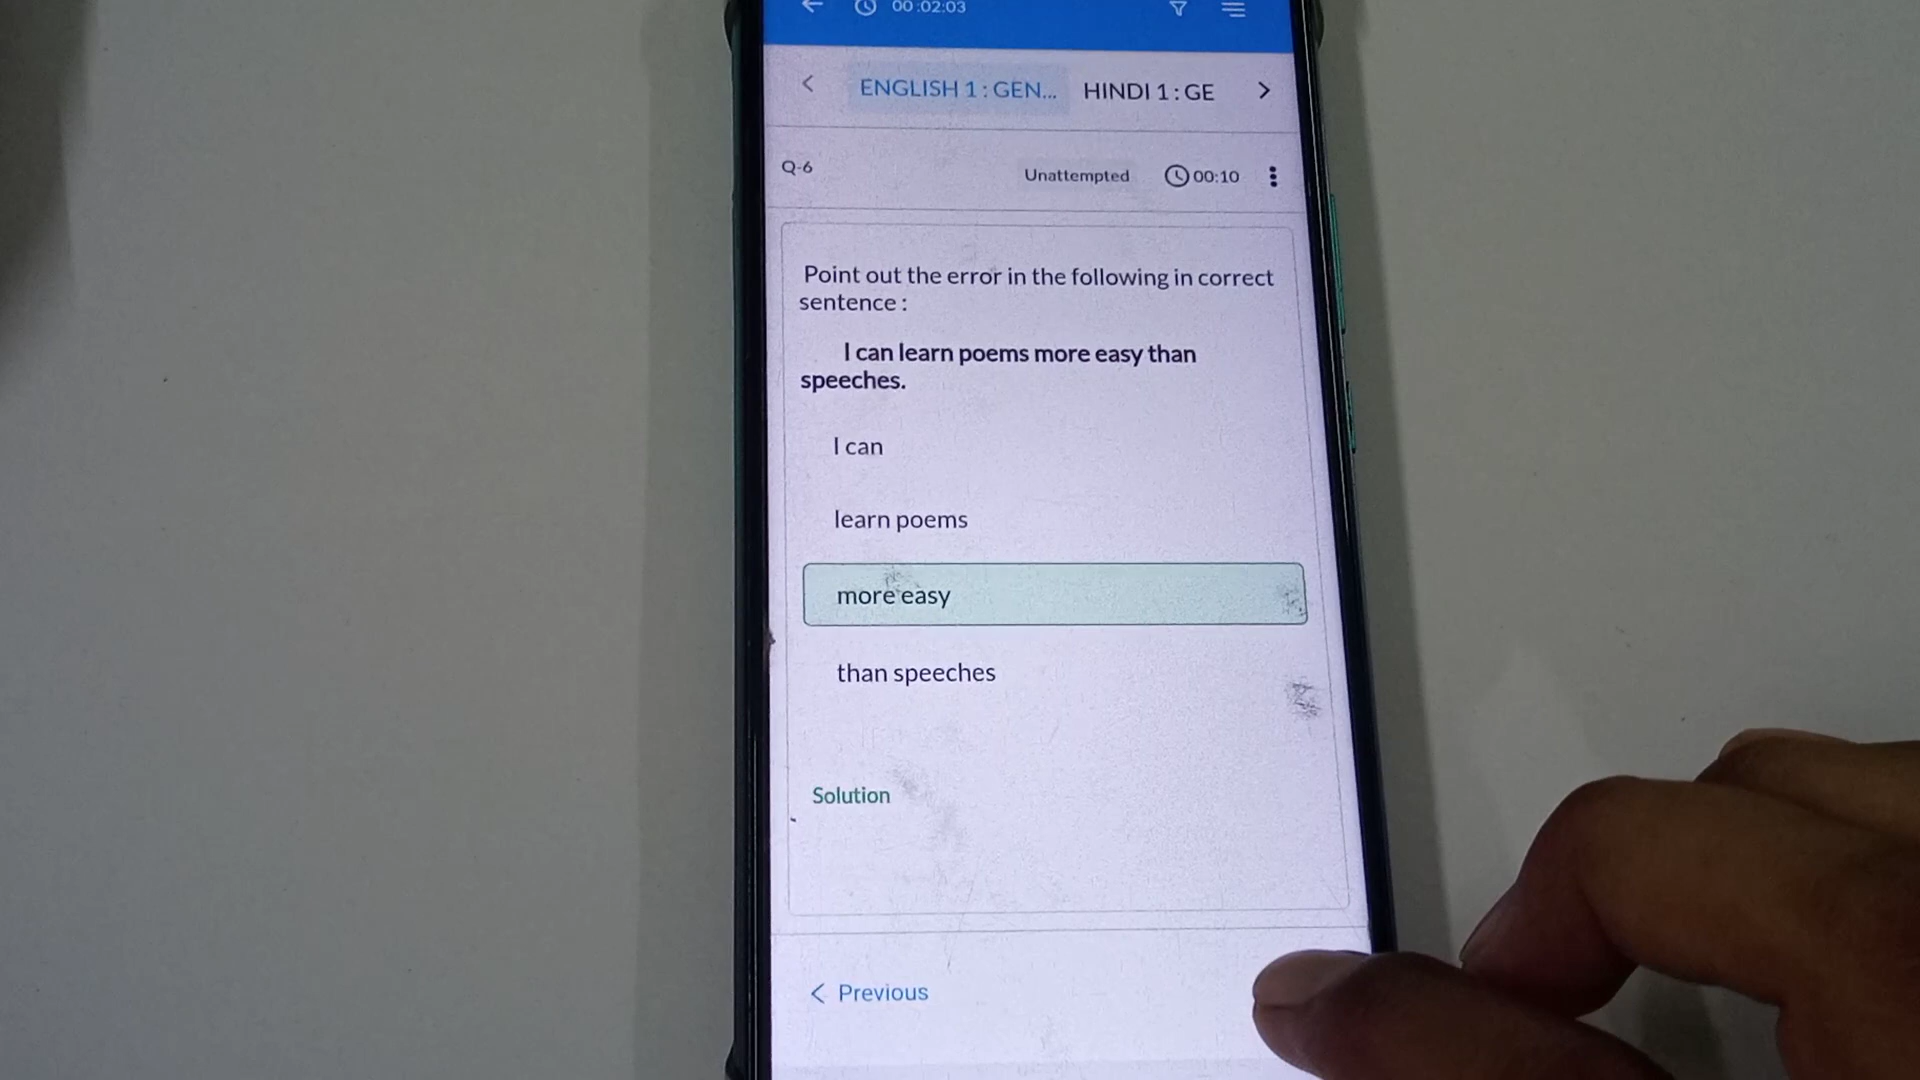 00:02:03
ENGLISH 1 : GEN... HINDI 1 : GE
Q-6 Unattempted 00:10
Point out the error in the following in correct
sentence :
I can learn poems more easy than
speeches.
I can
learn poems
more easy
than speeches
Solution
Previous